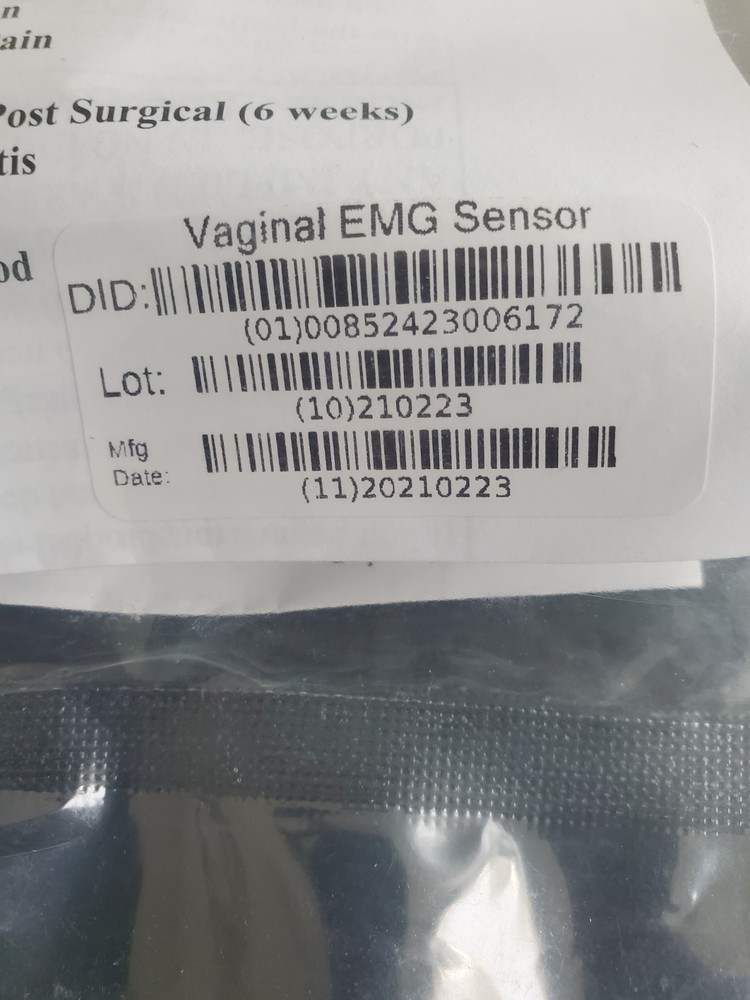 n
ain
Post Surgical (6 weeks)
tis
od
Vaginal EMG Sensor
DID:
(01)00852423006172
Lot:
(10)210223
Mfg
Date:
(11)20210223